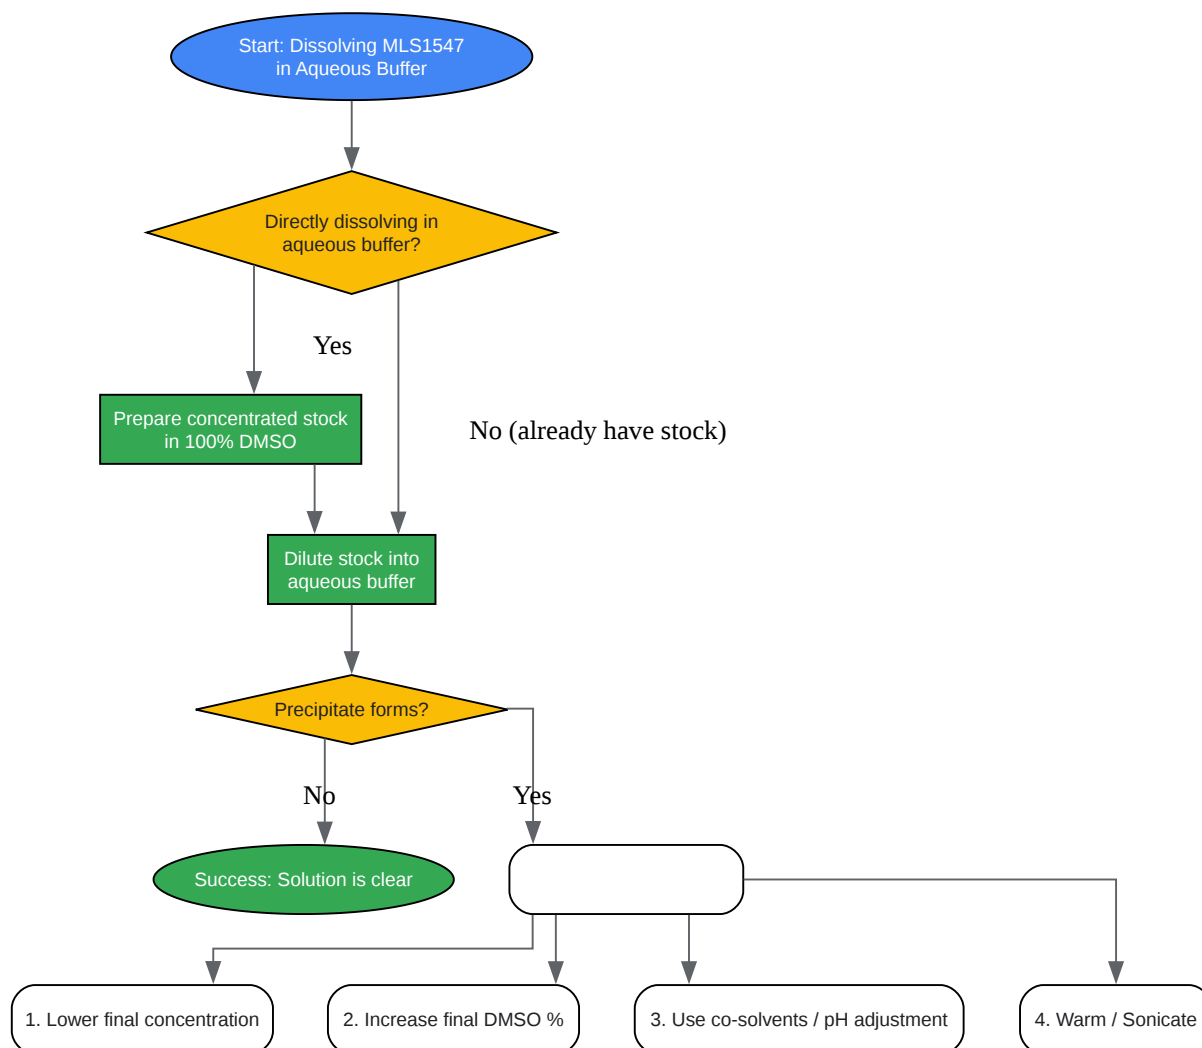 Start: Dissolving MLS1547
in Aqueous Buffer
Directly dissolving in
aqueous buffer?
Yes
Prepare concentrated stock
in 100% DMSO
No (already have stock)
Dilute stock into
aqueous buffer
Precipitate forms?
No
Yes
Success: Solution is clear
1. Lower final concentration
2. Increase final DMSO %
3. Use co-solvents / pH adjustment
4. Warm / Sonicate